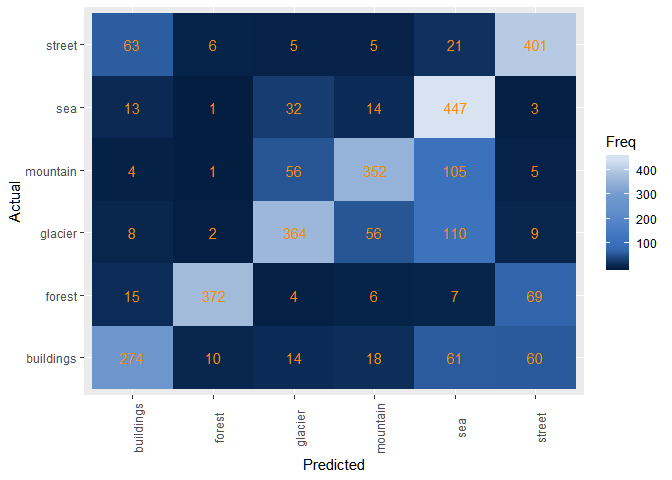 street 63 6 5 5 21 401
sea 13 1 32 14 447 3
Freq
400
300
200
100
mountain 4 1 56 352 105 5
Actual
glacier 8 2 364 56 110 9
forest 15 372 4 6 7 69
buildings 274 10 14 18 61 60
buildings forest glacier mountain sea street
Predicted